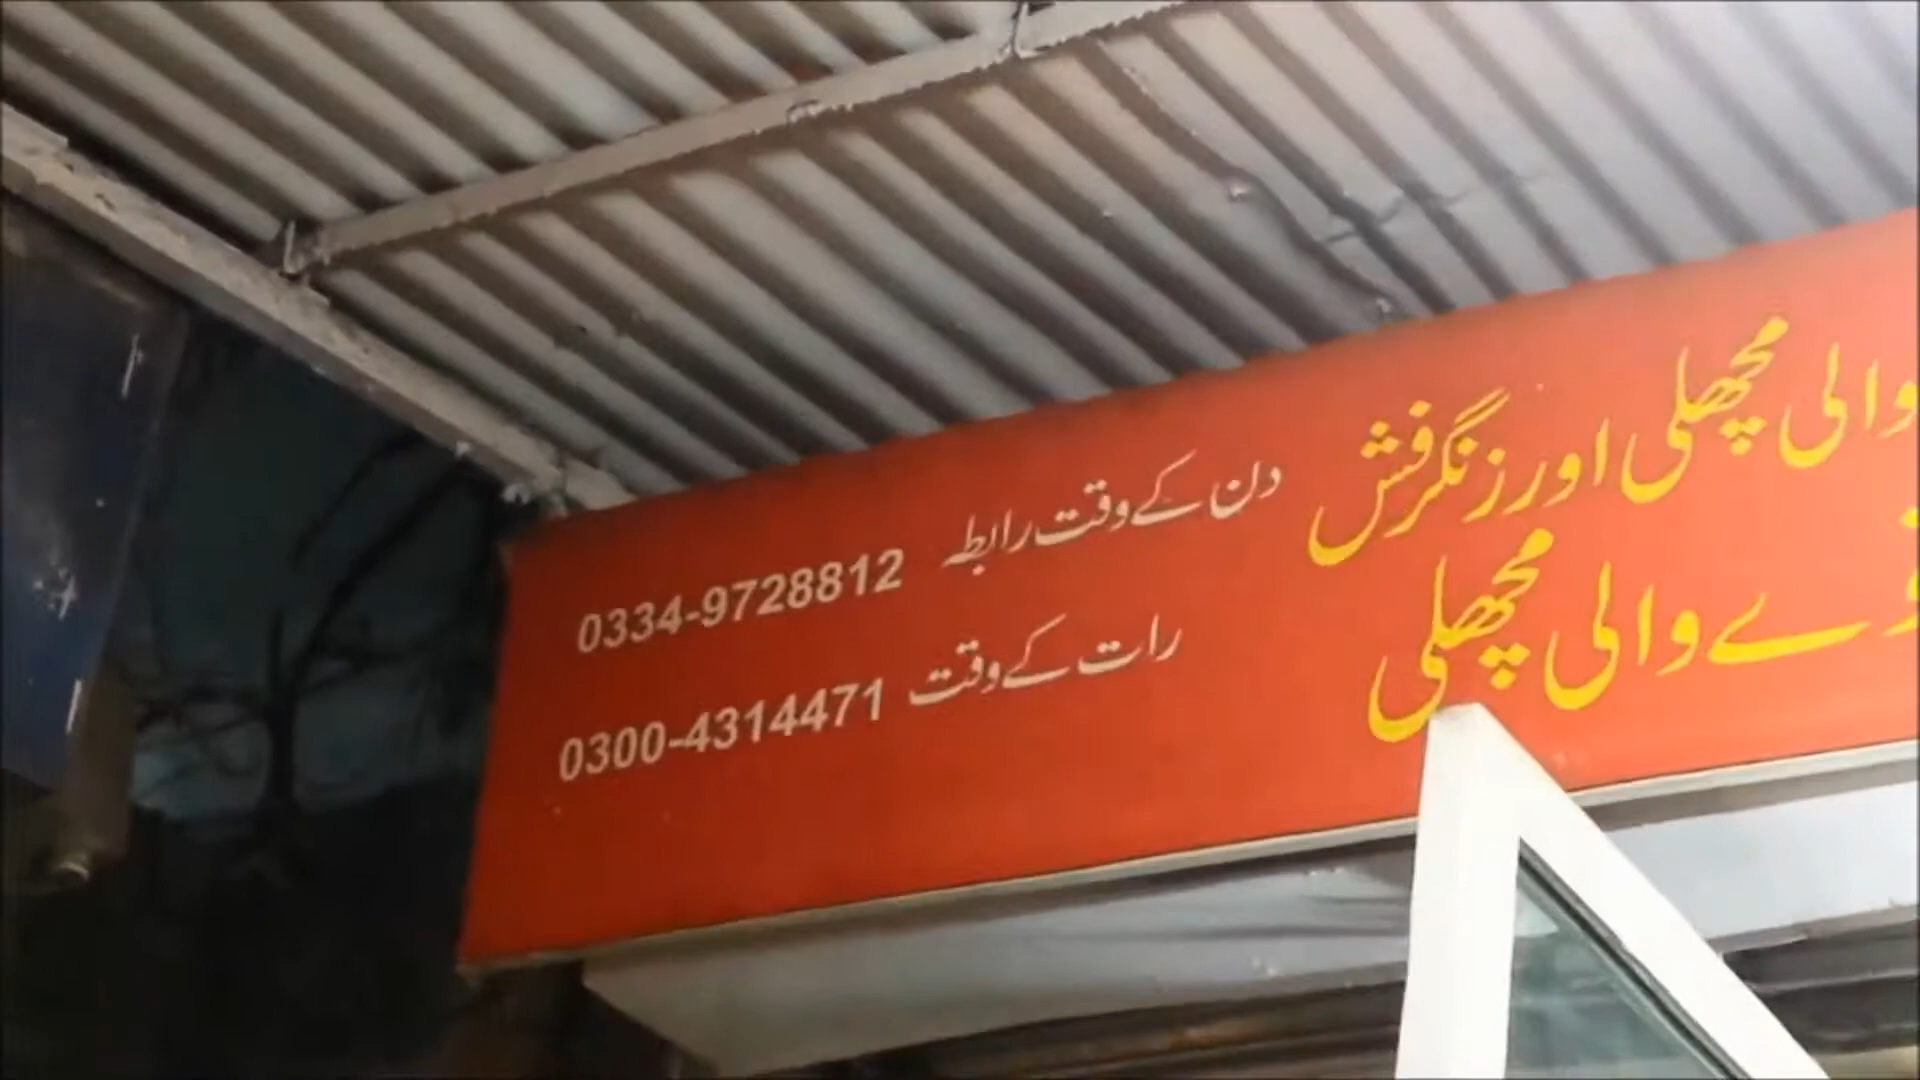 والی مچھلی اور زنگر فش
والی مچھلی
دن کے وقت رابطہ 0334-9728812
رات کے وقت 0300-4314471